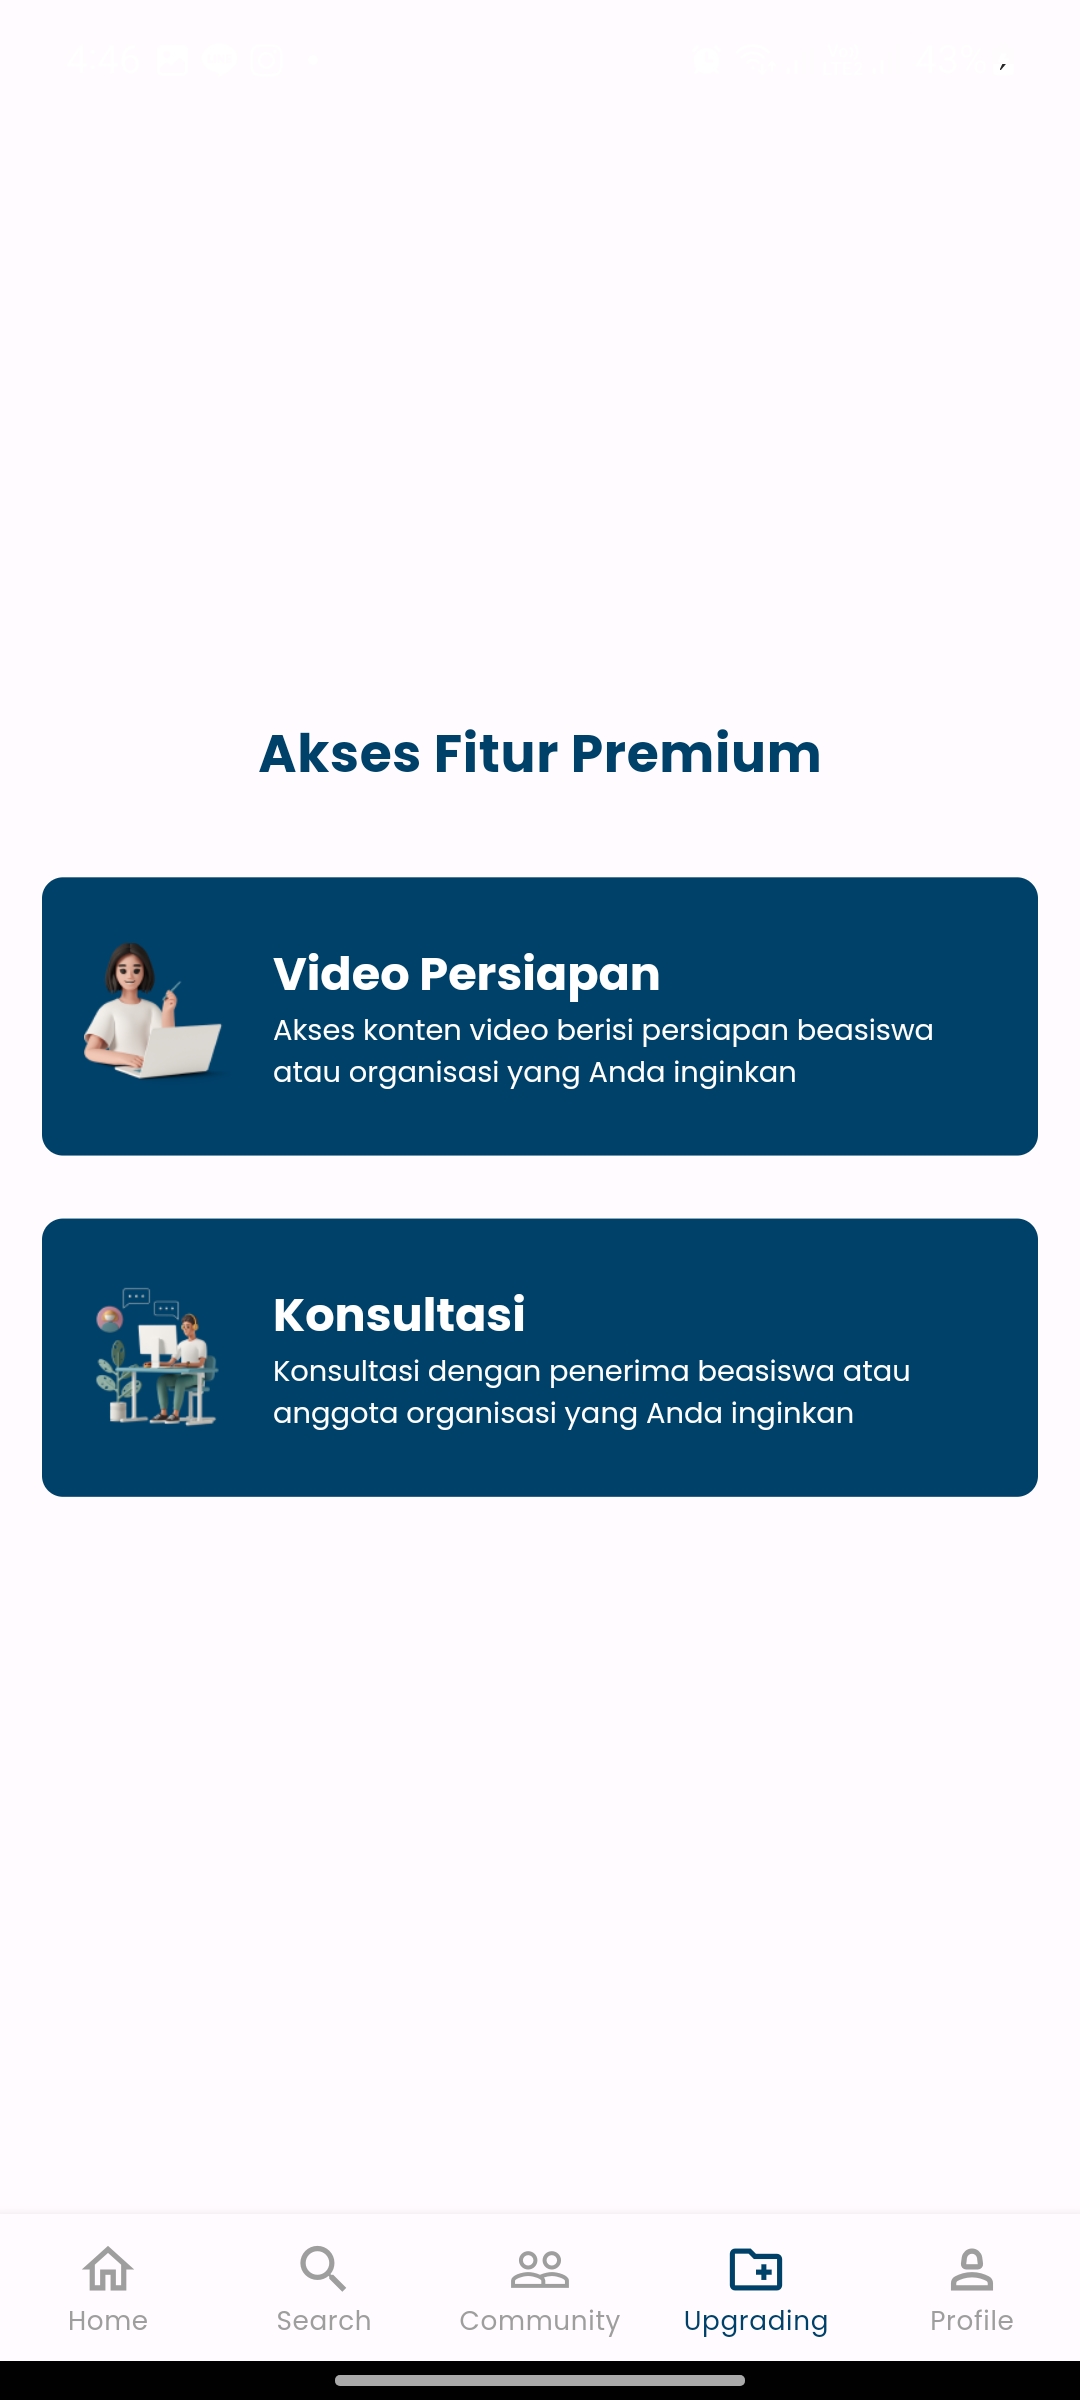 Akses Fitur Premium
Video Persiapan
Akses konten video berisi persiapan beasiswa
atau organisasi yang Anda inginkan
Konsultasi
Konsultasi dengan penerima beasiswa atau
anggota organisasi yang Anda inginkan
Home
Search
Community
Upgrading
Profile